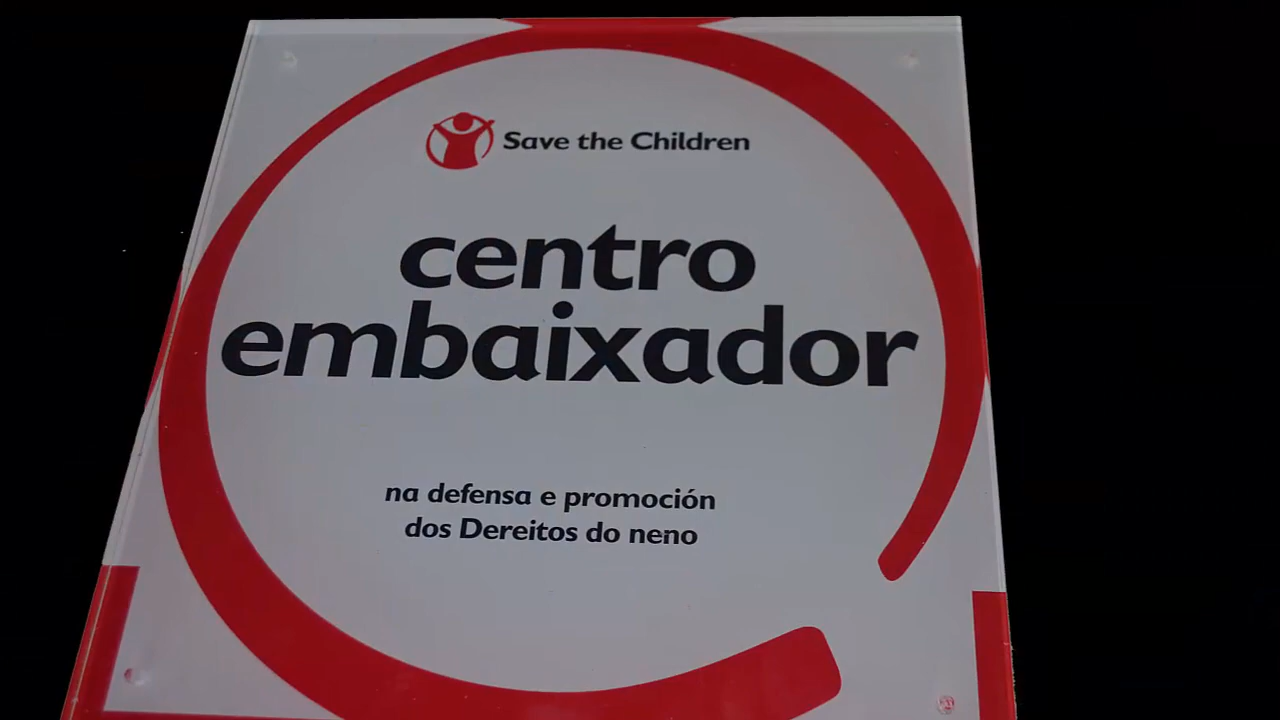 Save the Children
centro
embaixador
na defensa e promoción
dos Dereitos do neno